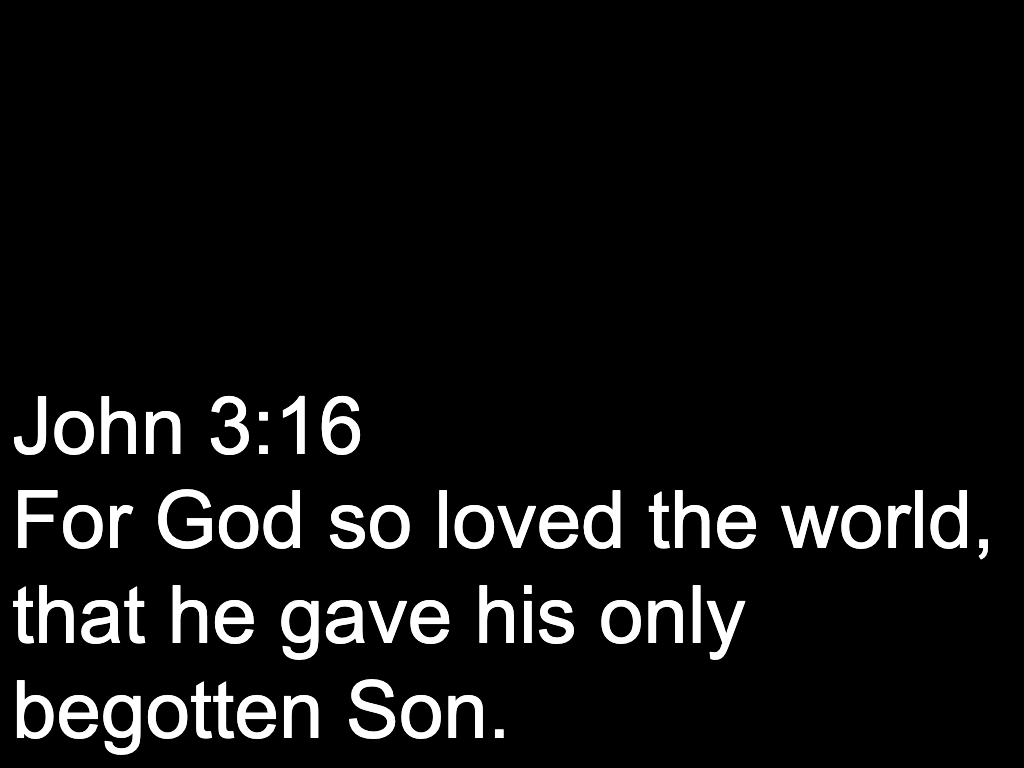 John 3:16
For God so loved the world,
that he gave his only
begotten Son.